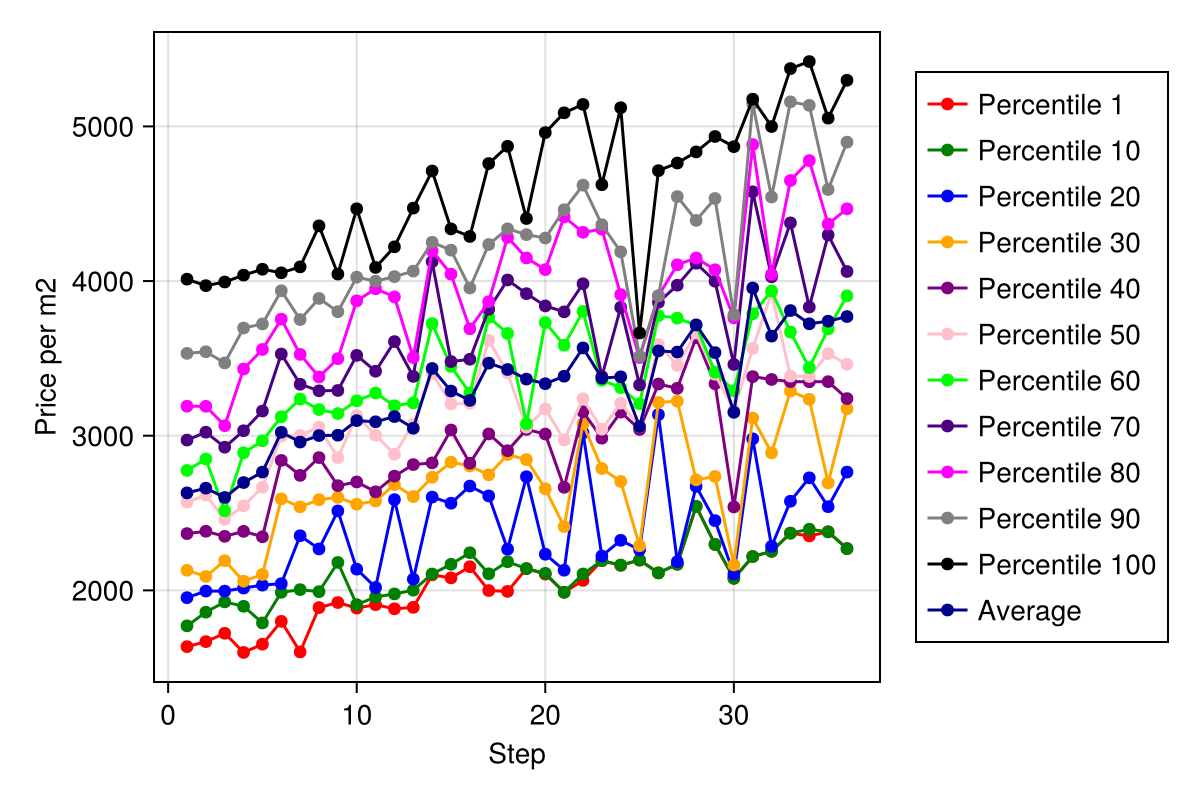 Price per m2
5000
4000
3000
2000
0
10
20
30
Step
Percentile 1
Percentile 10
Percentile 20
Percentile 30
Percentile 40
Percentile 50
Percentile 60
Percentile 70
Percentile 80
Percentile 90
Percentile 100
Average